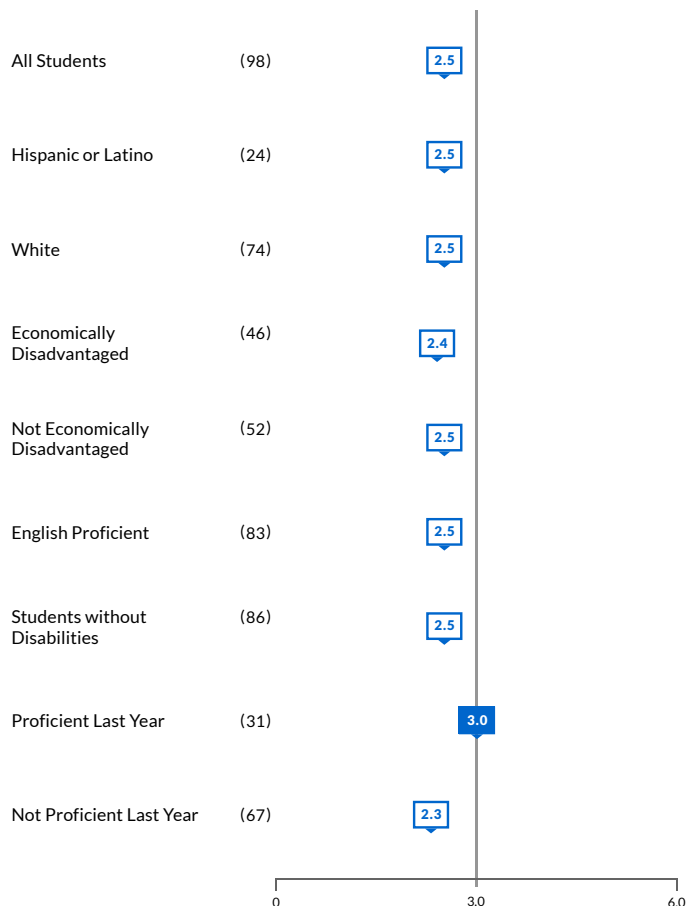 All Students (98) 2.5
Hispanic or Latino (24) 2.5
White (74) 2.5
Economically (46)
Disadvantaged 2.4
Not Economically (52)
Disadvantaged 2.5
English Proficient (83) 2.5
Students without (86)
Disabilities 2.5
Proficient Last Year (31) 3.0
Not Proficient Last Year (67) 2.3
0 3.0 6.0